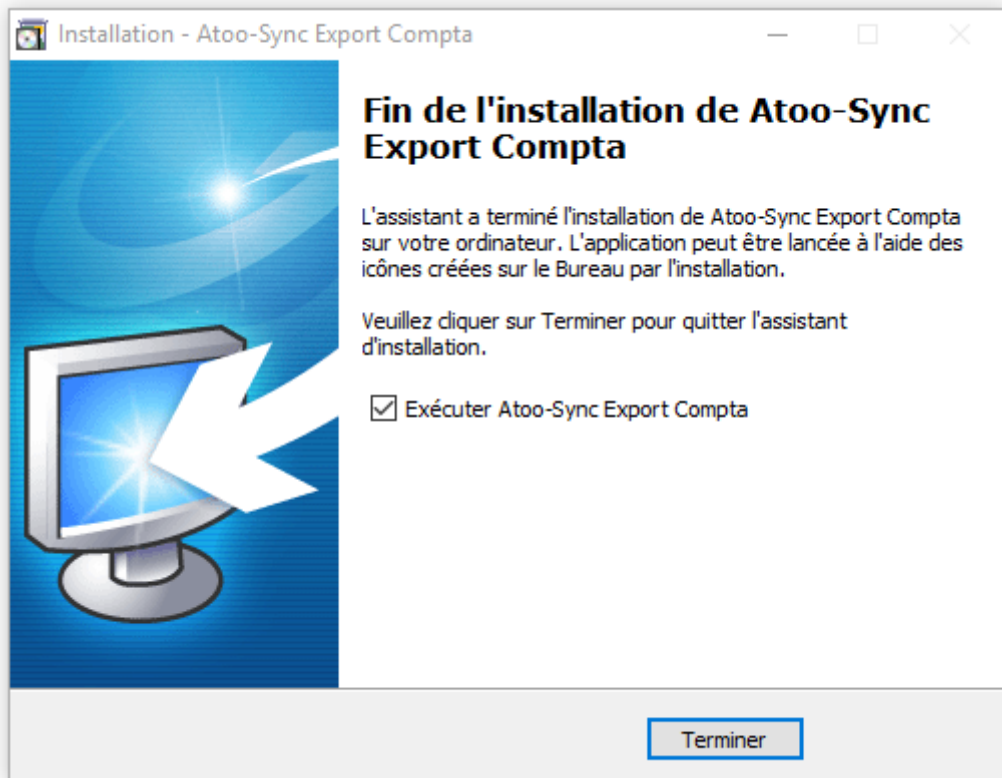 Installation - Atoo-Sync Export Compta
Fin de l'installation de Atoo-Sync
Export Compta
L'assistant a terminé l'installation de Atoo-Sync Export Compta
sur votre ordinateur. L'application peut être lancée à l'aide des
icônes créées sur le Bureau par l'installation.
Veuillez cliquer sur Terminer pour quitter l'assistant
d'installation.
Exécuter Atoo-Sync Export Compta
Terminer